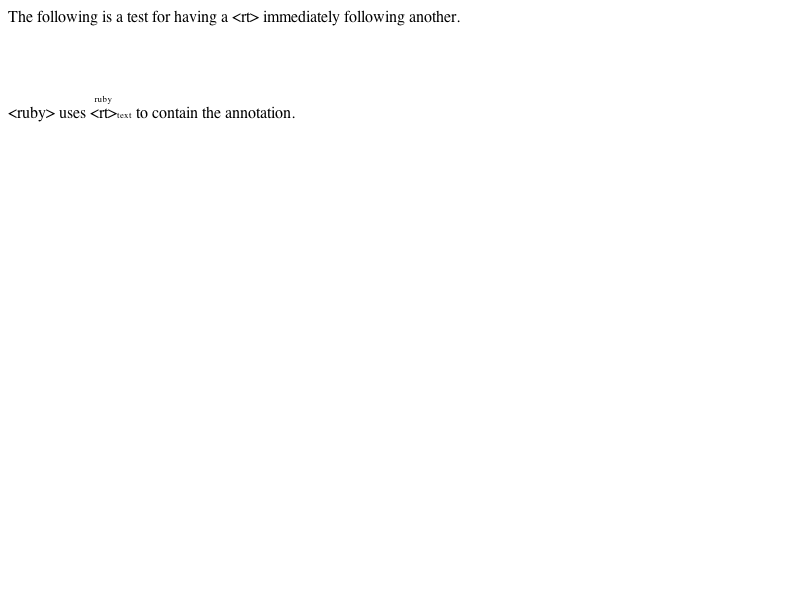 The following is a test for having a <rt> immediately following another.
ruby
<ruby> uses <rt>text to contain the annotation.